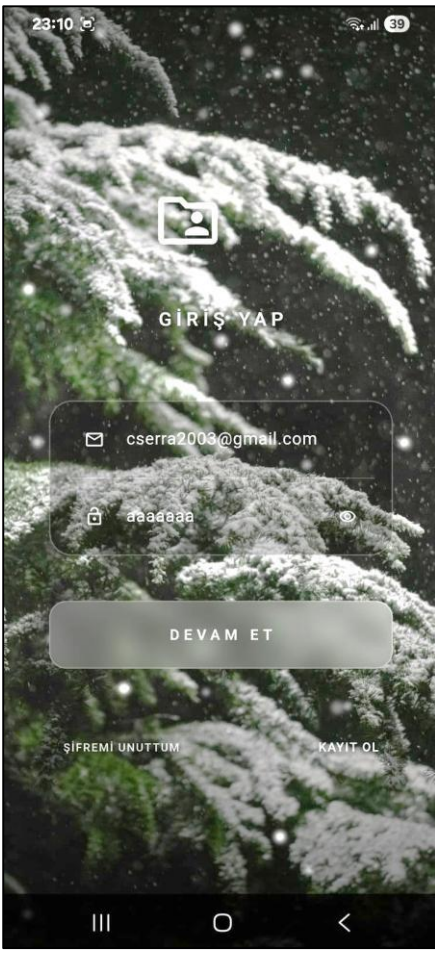 23:10
39
GİRİŞ YAP
cserra2003@gmail.com
aaaaaaa
DEVAM ET
ŞİFREMİ UNUTTUM
KAYIT OL